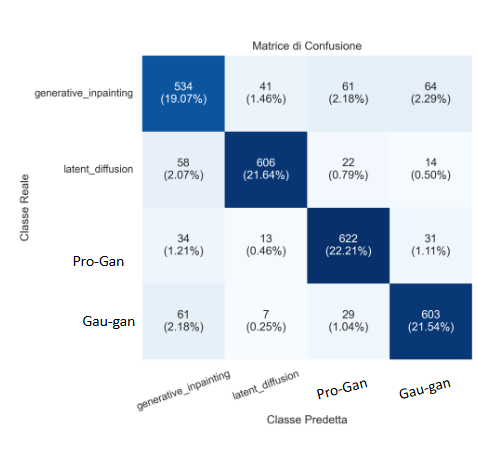 Matrice di Confusione
generative_inpainting
534 41 61 64
(19.07%) (1.46%) (2.18%) (2.29%)
latent_diffusion
58 606 22 14
(2.07%) (21.64%) (0.79%) (0.50%)
Classe Reale
Pro-Gan
34 13 622 31
(1.21%) (0.46%) (22.21%) (1.11%)
Gau-gan
61 7 29 603
(2.18%) (0.25%) (1.04%) (21.54%)
generative_inpainting latent_diffusion Pro-Gan Gau-gan
Classe Predetta